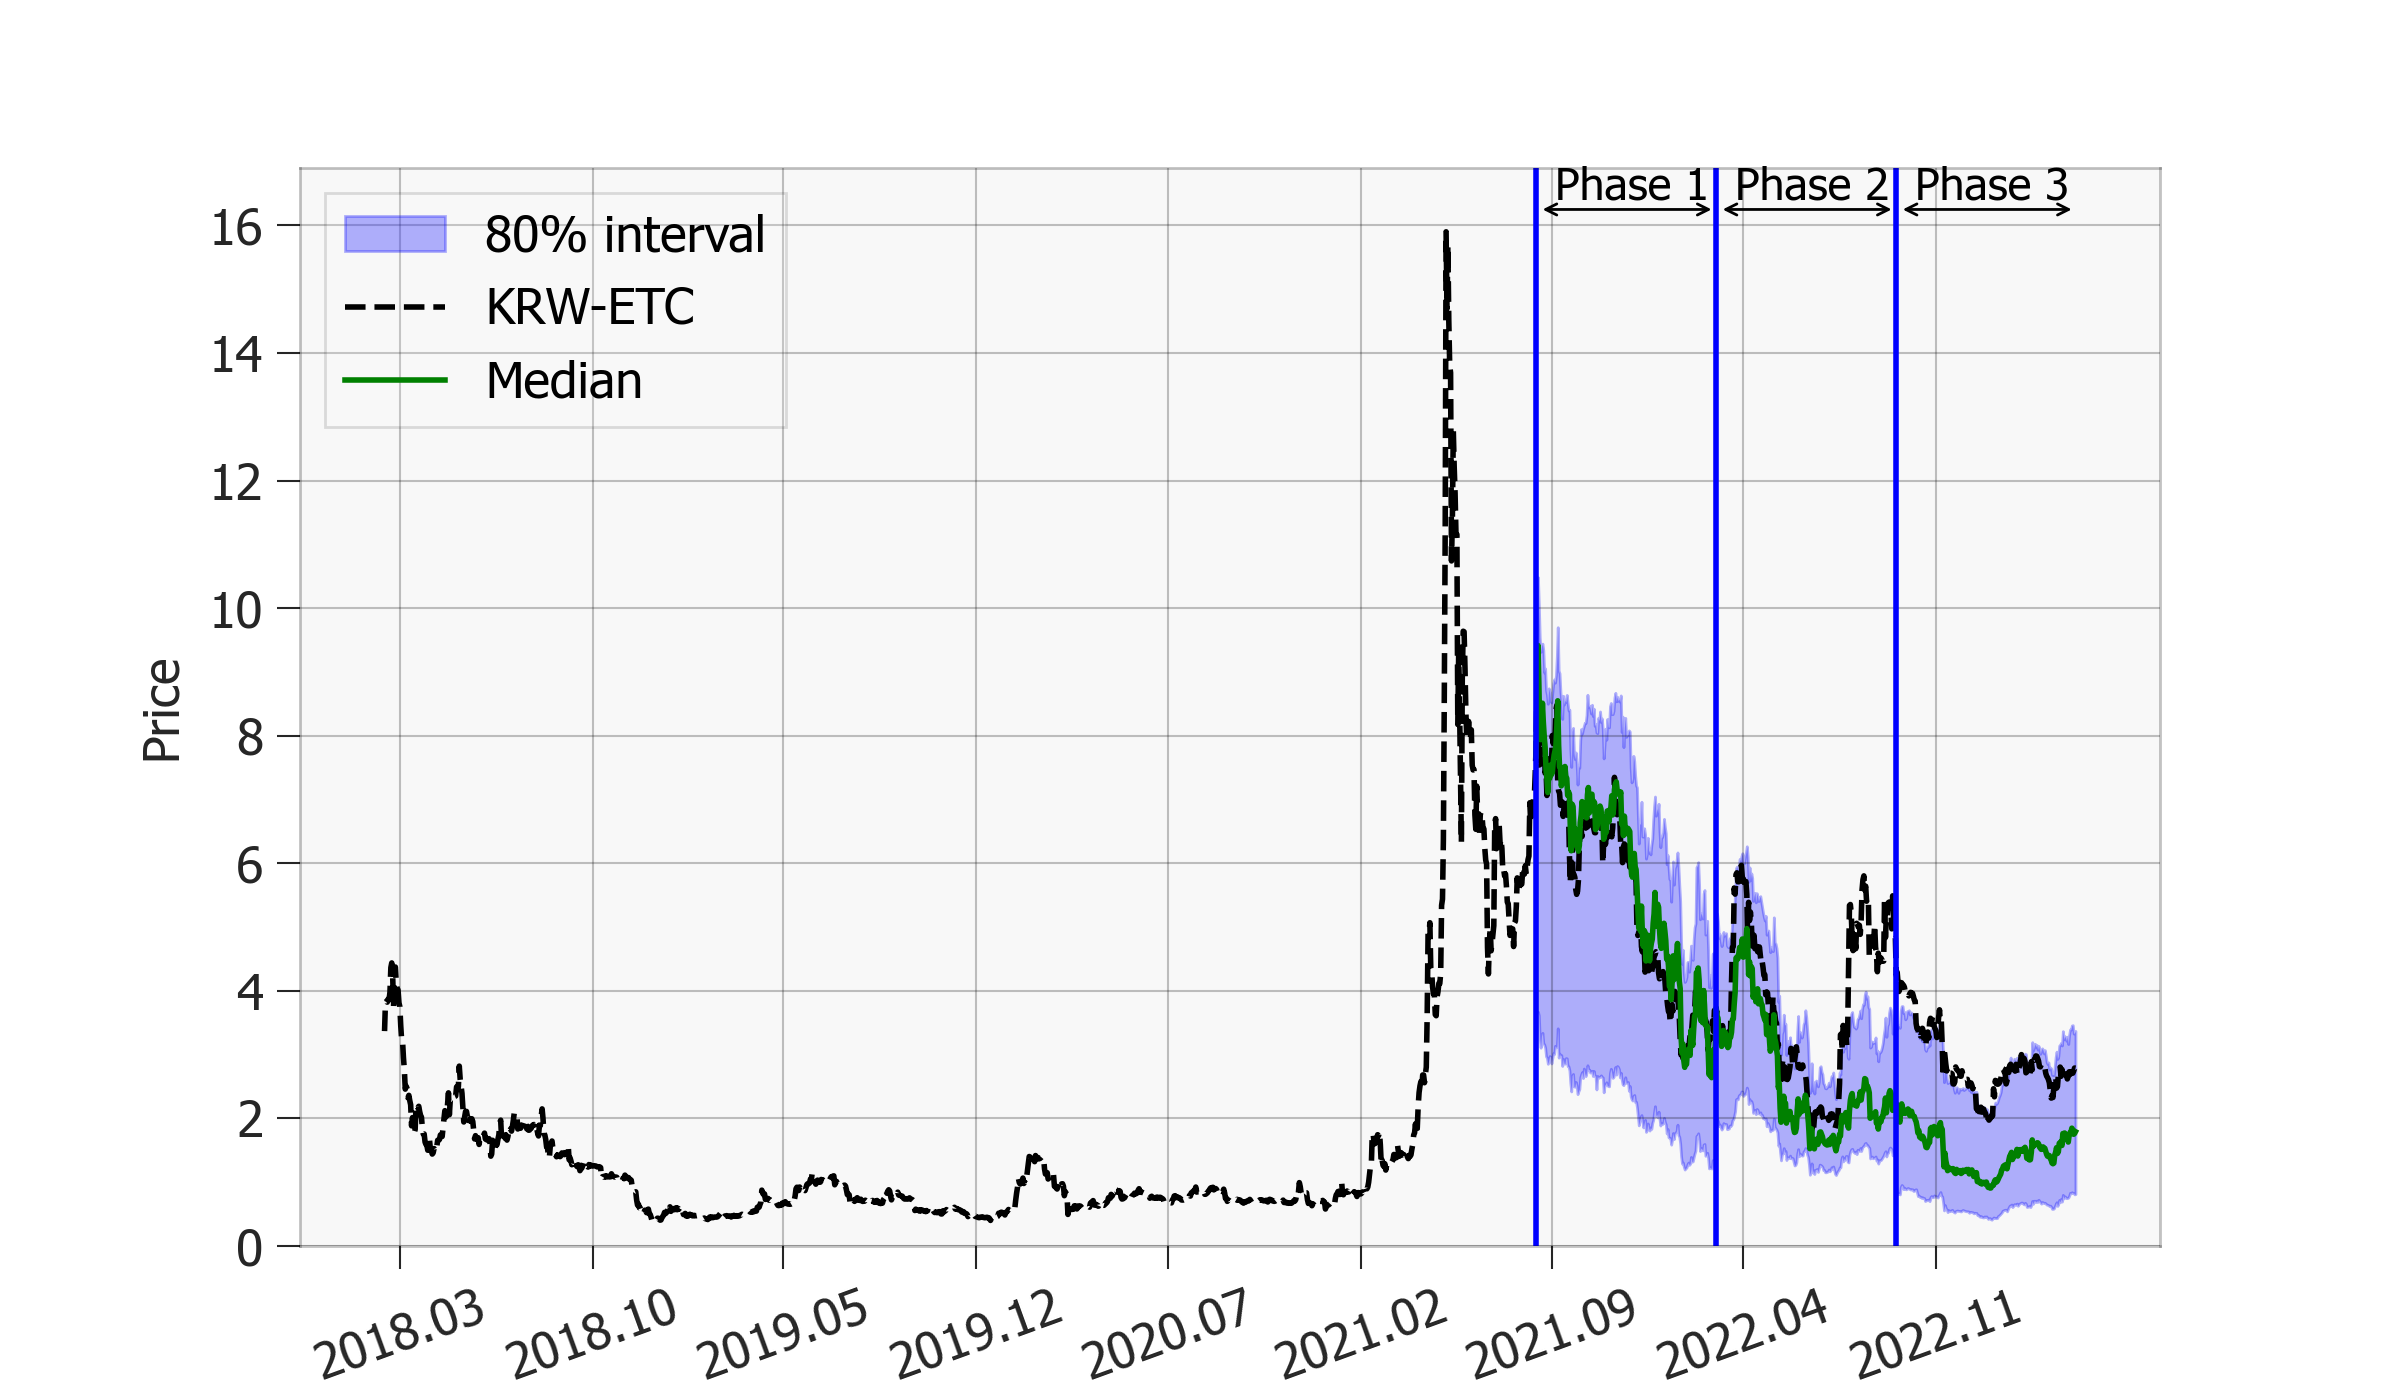 Phase 1
Phase 2
Phase 3
80% interval
KRW-ETC
Median
16
14
12
10
8
6
4
2
0
Price
2018.03
2018.10
2019.05
2019.12
2020.07
2021.02
2021.09
2022.04
2022.11